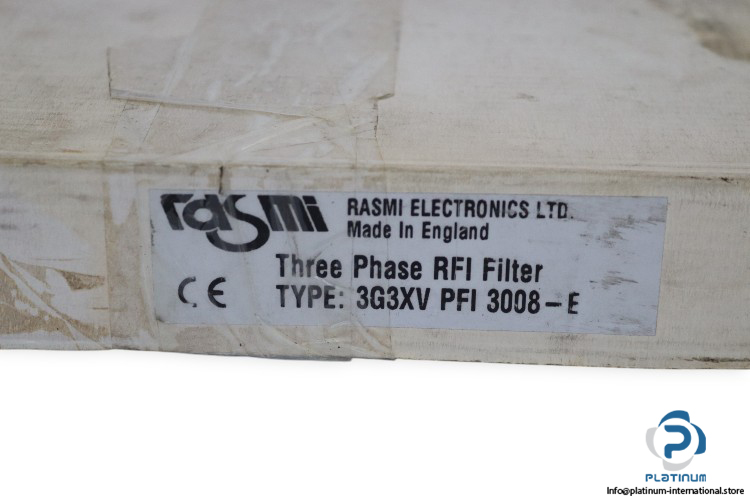 rasmi
RASMI ELECTRONICS LTD.
Made In England
Three Phase RFI Filter
CE
TYPE: 3G3XV PFI 3008-E
PLATINUM
Info@platinum-international.store